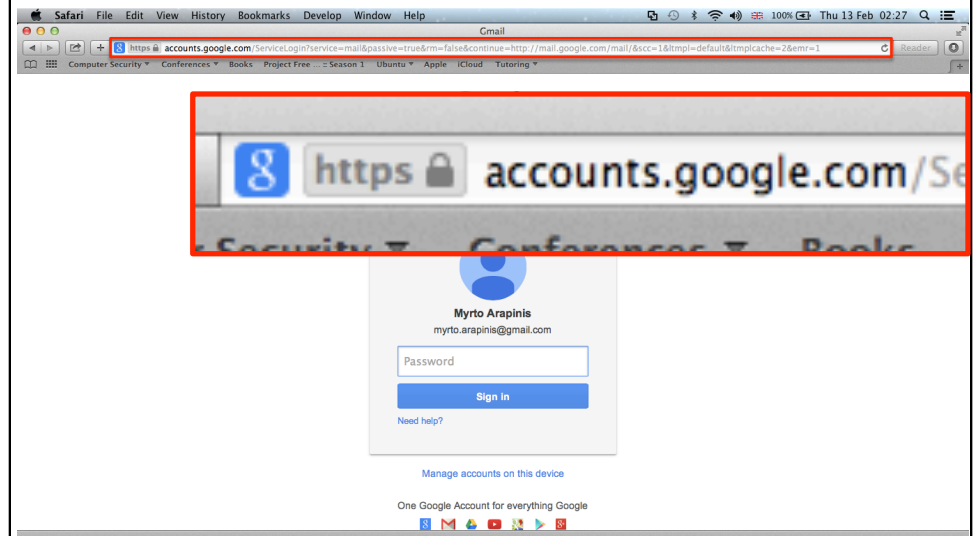 Safari File Edit View History Bookmarks Develop Window Help 100% Thu 13 Feb 02:27
Gmail
https accounts.google.com/ServiceLogin?service=mail&passive=true&rm=false&continue=http://mail.google.com/mail/&scc=1&ltmpl=default&ltmplcache=2&emr=1 Reader
Computer Security Conferences Books Project Free ... : Season 1 Ubuntu Apple iCloud Tutoring
8 https accounts.google.com/Se
Security Conferences Books
Myrto Arapinis
myrto.arapinis@gmail.com
Password
Sign in
Need help?
Manage accounts on this device
One Google Account for everything Google